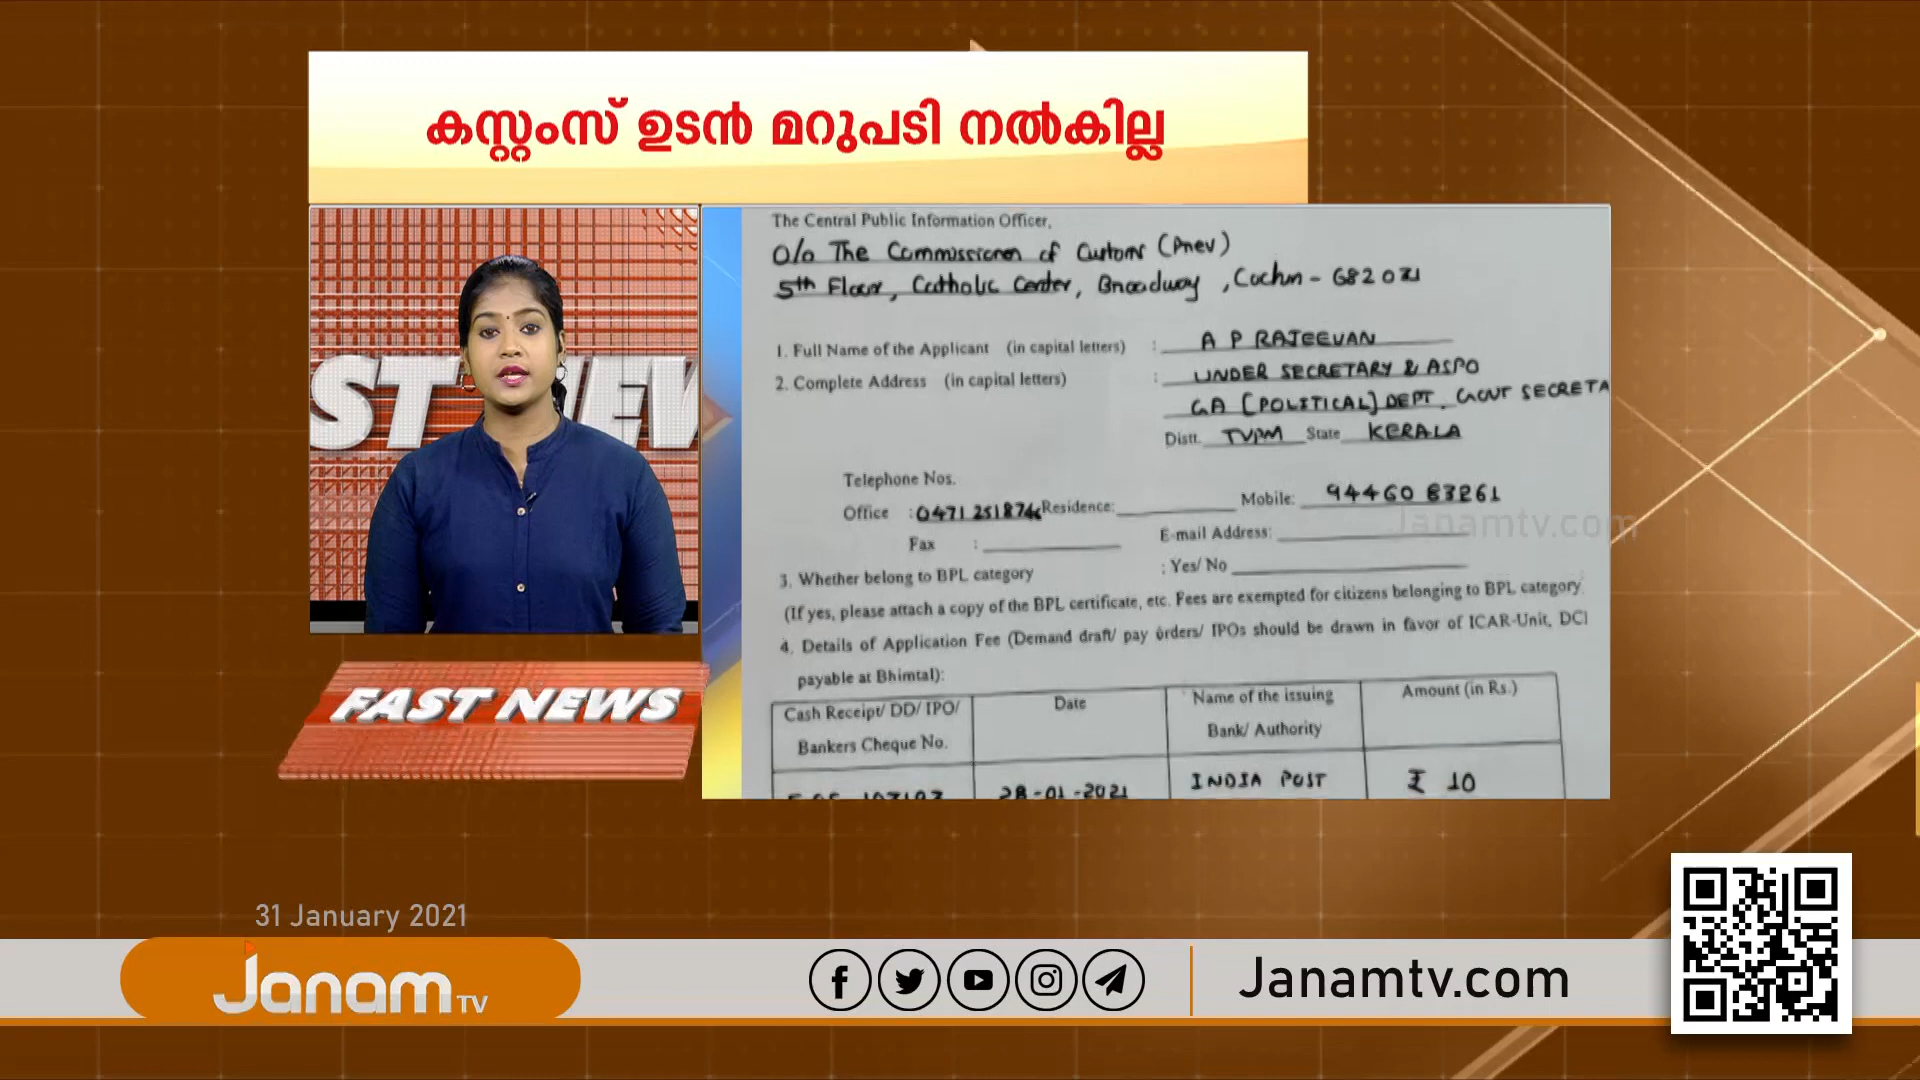 കസ്റ്റംസ് ഉടൻ മറുപടി നൽകില്ല
ST NEW
FAST NEWS
The Central Public Information Officer,
O/o The Commissioner of Customs (Prev)
5th Floor, Catholic Center, Broadway, Cochin - 682031
1. Full Name of the Applicant (in capital letters) : A P RAJEEVAN
2. Complete Address (in capital letters) : UNDER SECRETARY & ASPO
GA [POLITICAL] DEPT. GOVT SECRETA
Distt. TVPM State KERALA
Telephone Nos.
Office : 0471 251874 Residence: Mobile: 94460 83261
Janamtv.com
Fax : E-mail Address:
3. Whether belong to BPL category : Yes/ No
(If yes, please attach a copy of the BPL certificate, etc. Fees are exempted for citizens belonging to BPL category.
4. Details of Application Fee (Demand draft/ pay orders/ IPOs should be drawn in favor of ICAR-Unit, DCI
payable at Bhimtal):
Cash Receipt/ DD/ IPO/ Bankers Cheque No.
Date
Name of the issuing Bank/ Authority
Amount (in Rs.)
28-01-2021
INDIA POST
₹ 10
31 January 2021
Janam TV
Janamtv.com